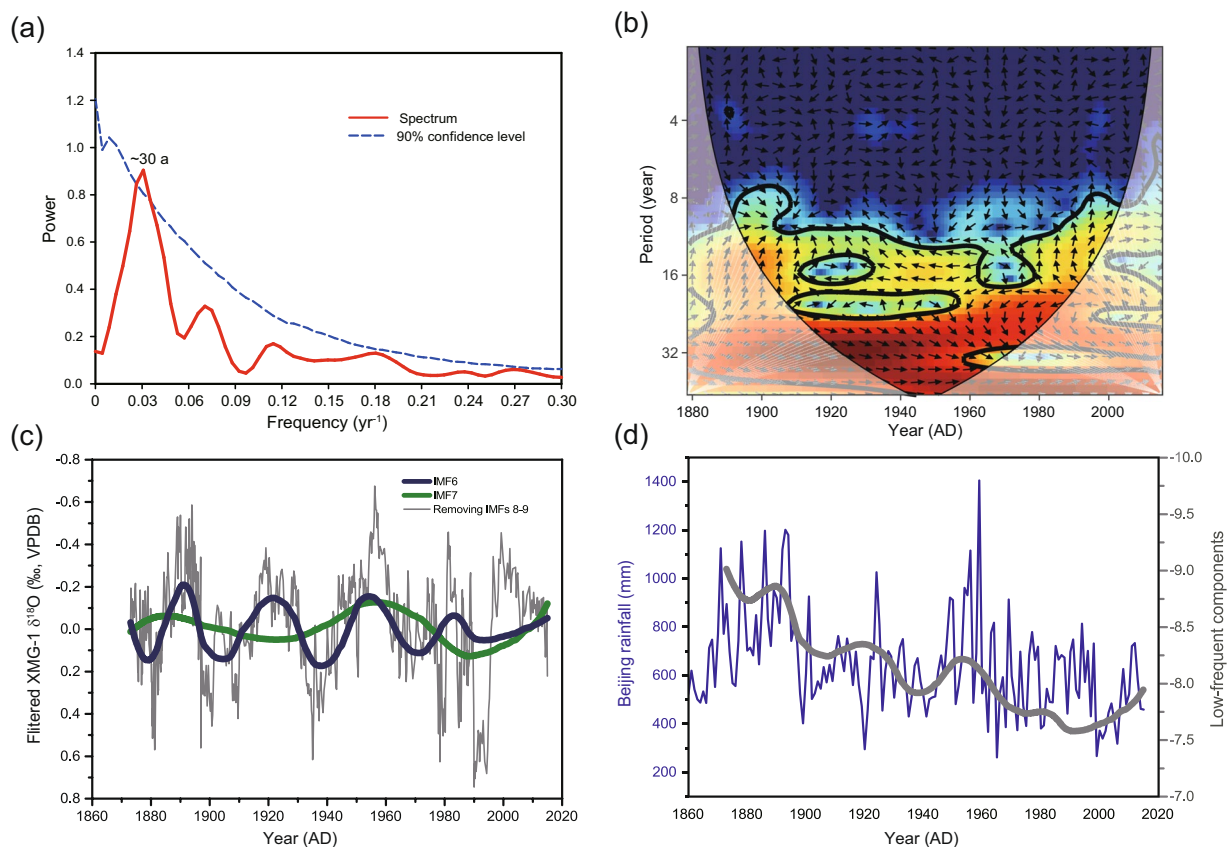 (a)
1.4
1.2
1.0
0.8
0.6
0.4
0.2
0.0
Power
Spectrum
90% confidence level
~30 a
0 0.03 0.06 0.09 0.12 0.15 0.18 0.21 0.24 0.27 0.30
Frequency (yr-1)
(b)
4
8
16
32
Period (year)
1880 1900 1920 1940 1960 1980 2000
Year (AD)
(c)
-0.8
-0.6
-0.4
-0.2
0.0
0.2
0.4
0.6
0.8
Flitered XMG-1 δ18O (‰, VPDB)
IMF6
IMF7
Removing IMFs 8-9
1860 1880 1900 1920 1940 1960 1980 2000 2020
Year (AD)
(d)
1400
1200
1000
800
600
400
200
Beijing rainfall (mm)
-10.0
-9.5
-9.0
-8.5
-8.0
-7.5
-7.0
Low-frequent components
1860 1880 1900 1920 1940 1960 1980 2000 2020
Year (AD)